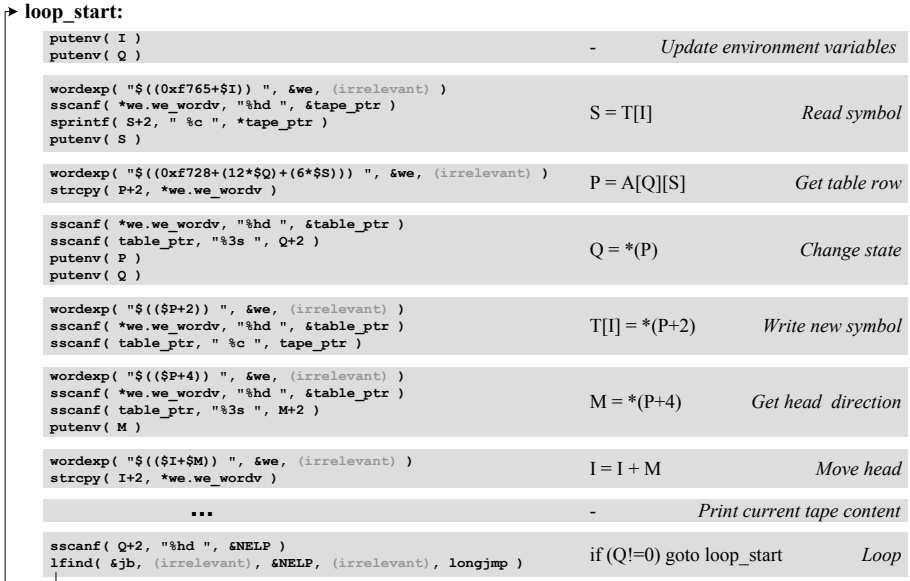 loop_start:
putenv( I )
putenv( Q )
- Update environment variables
wordexp( "$((0xf765+$I)) ", &we, (irrelevant) )
sscanf( *we.we_wordv, "%hd ", &tape_ptr )
sprintf( S+2, " %c ", *tape_ptr )
putenv( S )
S = T[I] Read symbol
wordexp( "$((0xf728+(12*$Q)+(6*$S))) ", &we, (irrelevant) )
strcpy( P+2, *we.we_wordv )
P = A[Q][S] Get table row
sscanf( *we.we_wordv, "%hd ", &table_ptr )
sscanf( table_ptr, "%3s ", Q+2 )
putenv( P )
putenv( Q )
Q = *(P) Change state
wordexp( "$(($P+2)) ", &we, (irrelevant) )
sscanf( *we.we_wordv, "%hd ", &table_ptr )
sscanf( table_ptr, " %c ", tape_ptr )
T[I] = *(P+2) Write new symbol
wordexp( "$(($P+4)) ", &we, (irrelevant) )
sscanf( *we.we_wordv, "%hd ", &table_ptr )
sscanf( table_ptr, "%3s ", M+2 )
putenv( M )
M = *(P+4) Get head direction
wordexp( "$(($I+$M)) ", &we, (irrelevant) )
strcpy( I+2, *we.we_wordv )
I = I + M Move head
... - Print current tape content
sscanf( Q+2, "%hd ", &NELP )
lfind( &jb, (irrelevant), &NELP, (irrelevant), longjmp )
if (Q!=0) goto loop_start Loop